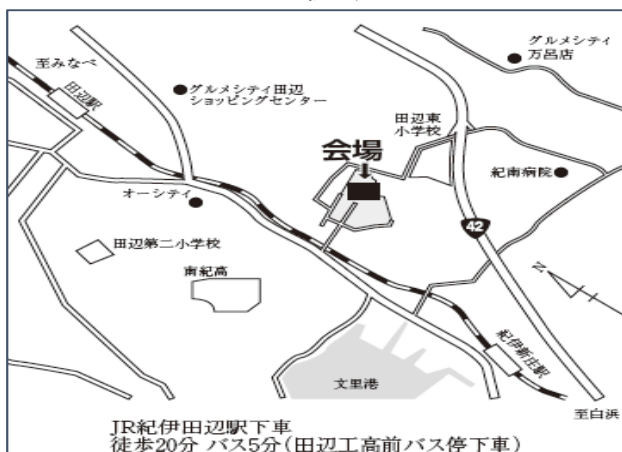 グルメシティ
万呂店
至みなべ
田辺駅
グルメシティ田辺
ショッピングセンター
田辺東
小学校
会場
紀南病院
オーシティ
42
田辺第二小学校
南紀高
N
紀伊新庄駅
文里港
至白浜
JR紀伊田辺駅下車
徒歩20分 バス5分(田辺工高前バス停下車)